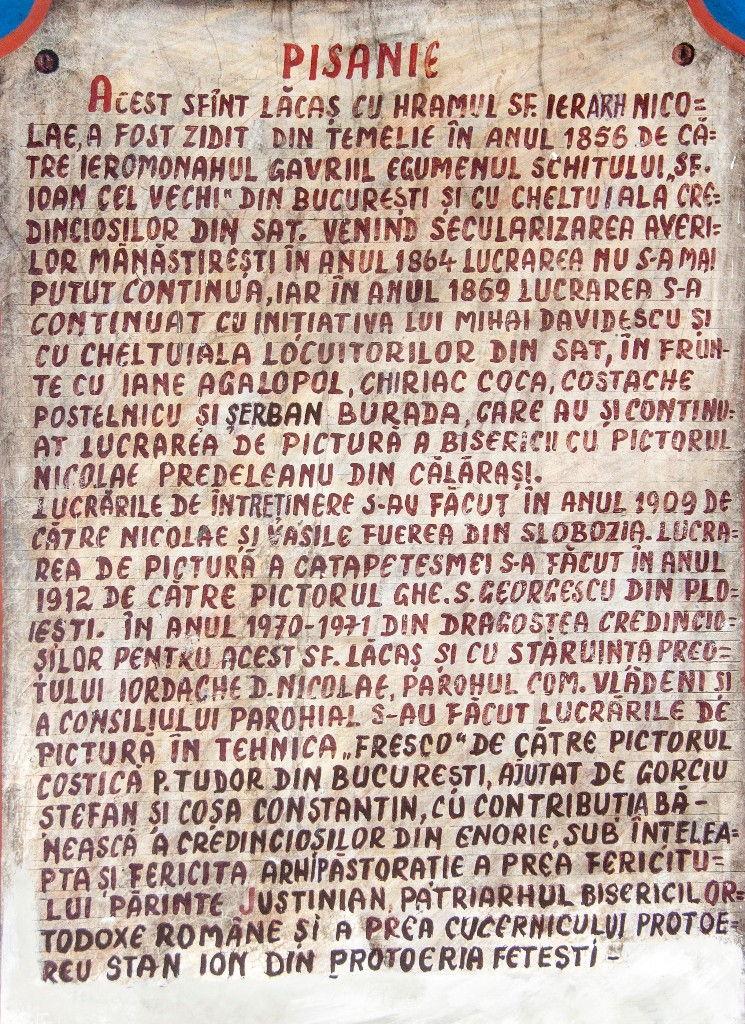 PISANIE
ACEST SFÎNT LĂCAȘ CU HRAMUL SF. IERARH NICO=
LAE, A FOST ZIDIT DIN TEMELIE ÎN ANUL 1856 DE CĂ=
TRE IEROMONAHUL GAVRIIL EGUMENUL SCHITULUI „SF.
IOAN CEL VECHI" DIN BUCUREȘTI ȘI CU CHELTUIALA CRE=
DINCIOȘILOR DIN SAT. VENIND SECULARIZAREA AVERI=
LOR MĂNĂSTIREȘTI ÎN ANUL 1864 LUCRAREA NU S-A MAI
PUTUT CONTINUA, IAR ÎN ANUL 1869 LUCRAREA S-A
CONTINUAT CU INIȚIATIVA LUI MIHAI DAVIDESCU ȘI
CU CHELTUIALA LOCUITORILOR DIN SAT, ÎN FRUN-
TE CU IANE AGALOPOL, CHIRIAC COCA, COSTACHE
POSTELNICU ȘI ȘERBAN BURADA, CARE AU ȘI CONTINU=
AT LUCRAREA DE PICTURĂ A BISERICII CU PICTORUL
NICOLAE PREDELEANU DIN CĂLĂRAȘI.
LUCRĂRILE DE ÎNTREȚINERE S-AU FĂCUT ÎN ANUL 1909 DE
CĂTRE NICOLAE ȘI VASILE FUEREA DIN SLOBOZIA. LUCRA=
REA DE PICTURĂ A CATAPETESMEI S-A FĂCUT ÎN ANUL
1912 DE CĂTRE PICTORUL GHE. S. GEORGESCU DIN PLO=
IEȘTI. ÎN ANUL 1970-1971 DIN DRAGOSTEA CREDINCIO=
ȘILOR PENTRU ACEST SF. LĂCAȘ ȘI CU STĂRUINȚA PREO=
TULUI IORDACHE D. NICOLAE, PAROHUL COM. VLĂDENI ȘI
A CONSILIULUI PAROHIAL S-AU FĂCUT LUCRĂRILE DE
PICTURĂ ÎN TEHNICA „FRESCO" DE CĂTRE PICTORUL
COSTICĂ P. TUDOR DIN BUCUREȘTI, AJUTAT DE GORCIU
ȘTEFAN ȘI COȘA CONSTANTIN, CU CONTRIBUȚIA BĂ-
NEASCĂ A CREDINCIOȘILOR DIN ENORIE, SUB ÎNȚELEA=
PTA ȘI FERICITA ARHIPĂSTORAȚIE A PREA FERICITU=
LUI PĂRINTE JUSTINIAN, PATRIARHUL BISERICII OR=
TODOXE ROMÂNE ȘI A PREA CUCERNICULUI PROTOE=
REU STAN ION DIN PROTOERIA FETEȘTI -